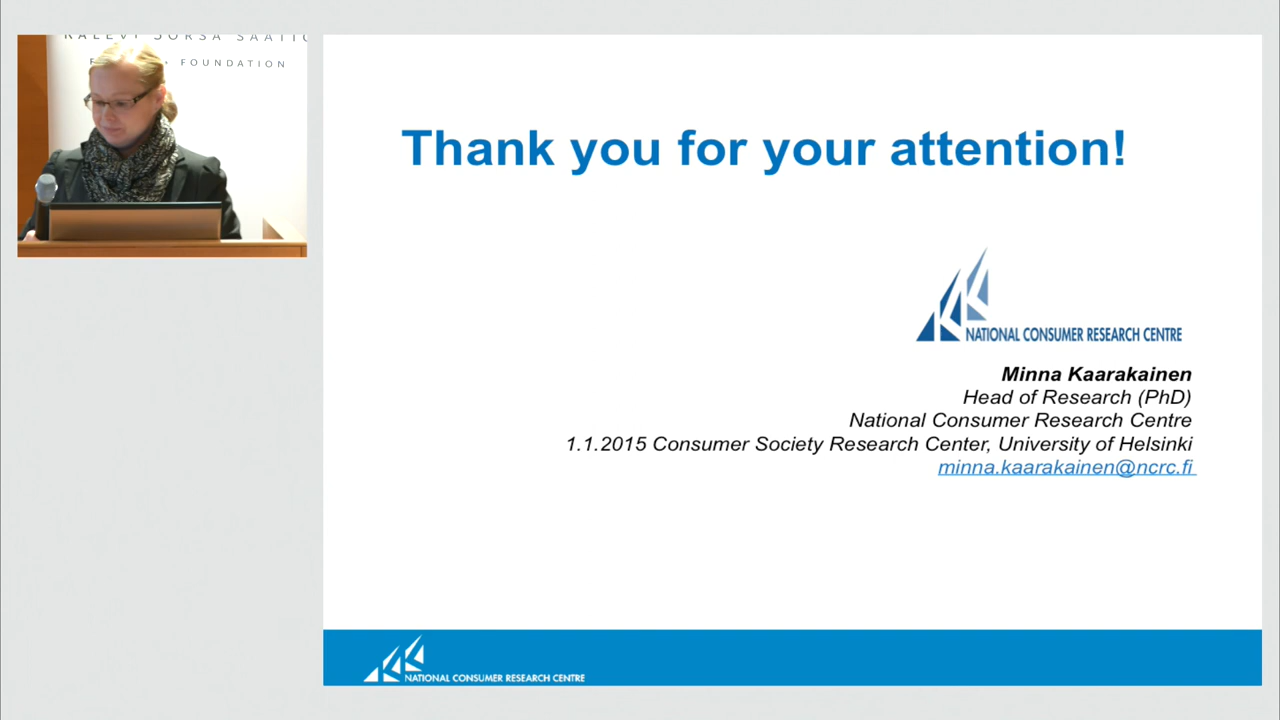 KALEVI SORSA SÄÄTIÖ
FOUNDATION
Thank you for your attention!
NATIONAL CONSUMER RESEARCH CENTRE
Minna Kaarakainen
Head of Research (PhD)
National Consumer Research Centre
1.1.2015 Consumer Society Research Center, University of Helsinki
minna.kaarakainen@ncrc.fi
NATIONAL CONSUMER RESEARCH CENTRE